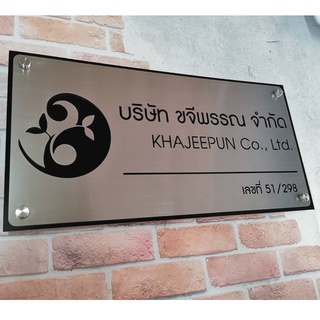 บริษัท ขจีพรรณ จำกัด
KHAJEEPUN Co., Ltd.
เลขที่ 51/298